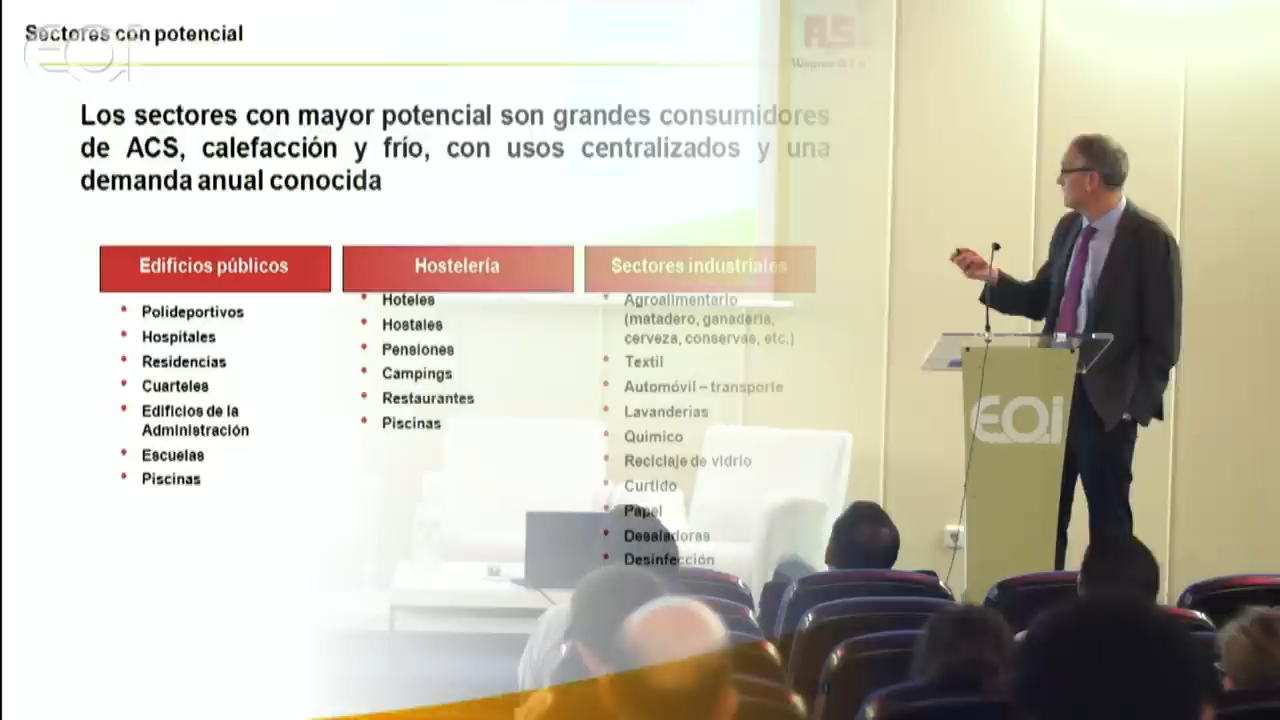 Sectores con potencial
EOI
Los sectores con mayor potencial son grandes consumidores
de ACS, calefacción y frío, con usos centralizados y una
demanda anual conocida
Edificios públicos
Polideportivos
Hospitales
Residencias
Cuarteles
Edificios de la
Administración
Escuelas
Piscinas
Hostelería
Hoteles
Hostales
Pensiones
Campings
Restaurantes
Piscinas
Sectores industriales
Agroalimentario
(matadero, ganadería,
cerveza, conservas, etc.)
Textil
Automóvil – transporte
Lavanderias
Quimico
Reciclaje de vidrio
Curtido
Papel
Desaladoras
Desinfección
EOI